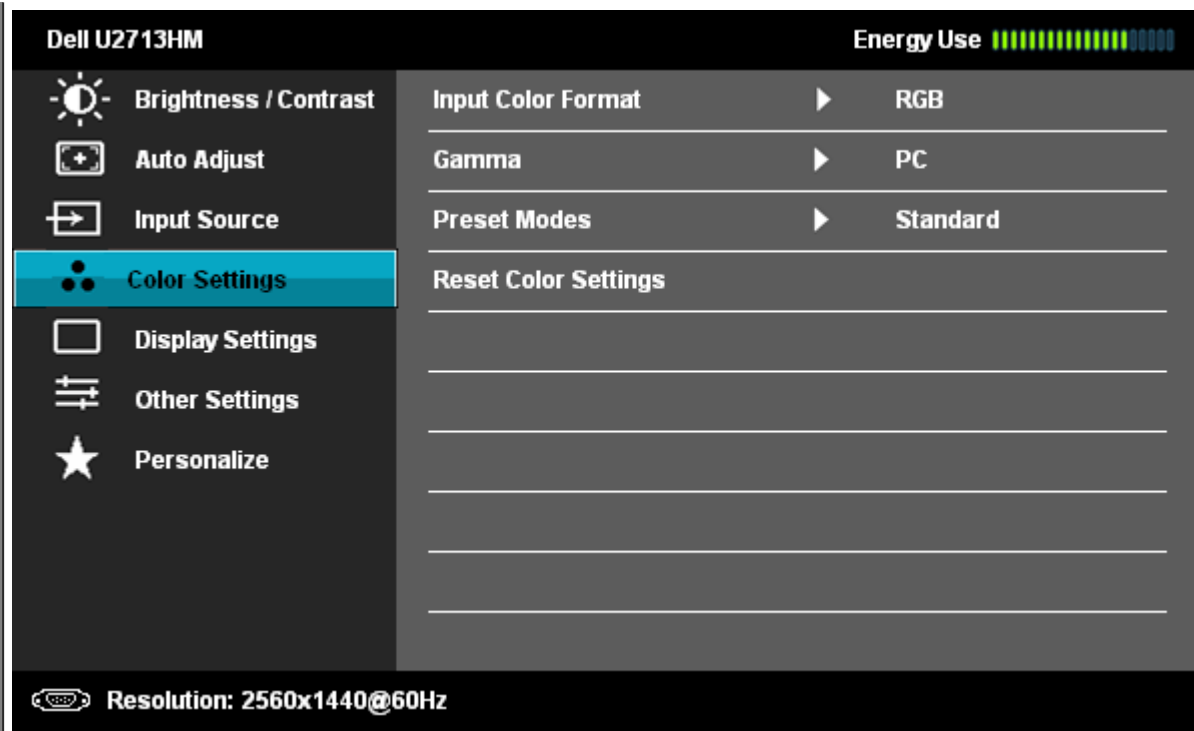 Dell U2713HM Energy Use
Brightness / Contrast Input Color Format RGB
Auto Adjust Gamma PC
Input Source Preset Modes Standard
Color Settings Reset Color Settings
Display Settings
Other Settings
Personalize
Resolution: 2560x1440@60Hz